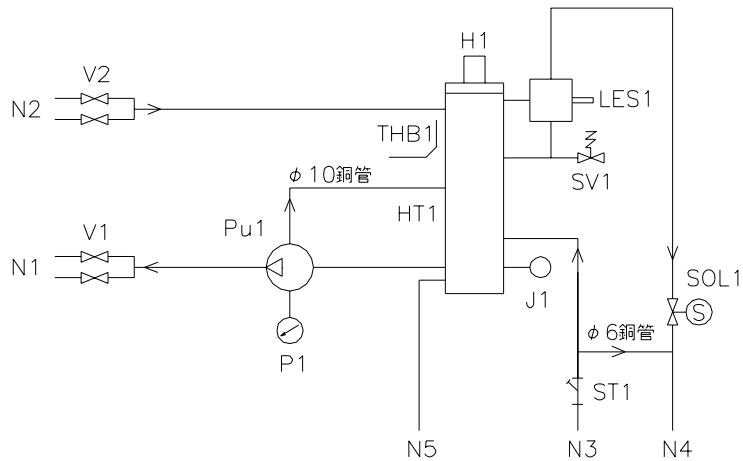 H1
V2
N2
LES1
THB1
SV1
φ10銅管
HT1
Pu1
V1
N1
SOL1
J1
S
φ6銅管
P1
ST1
N5
N3
N4